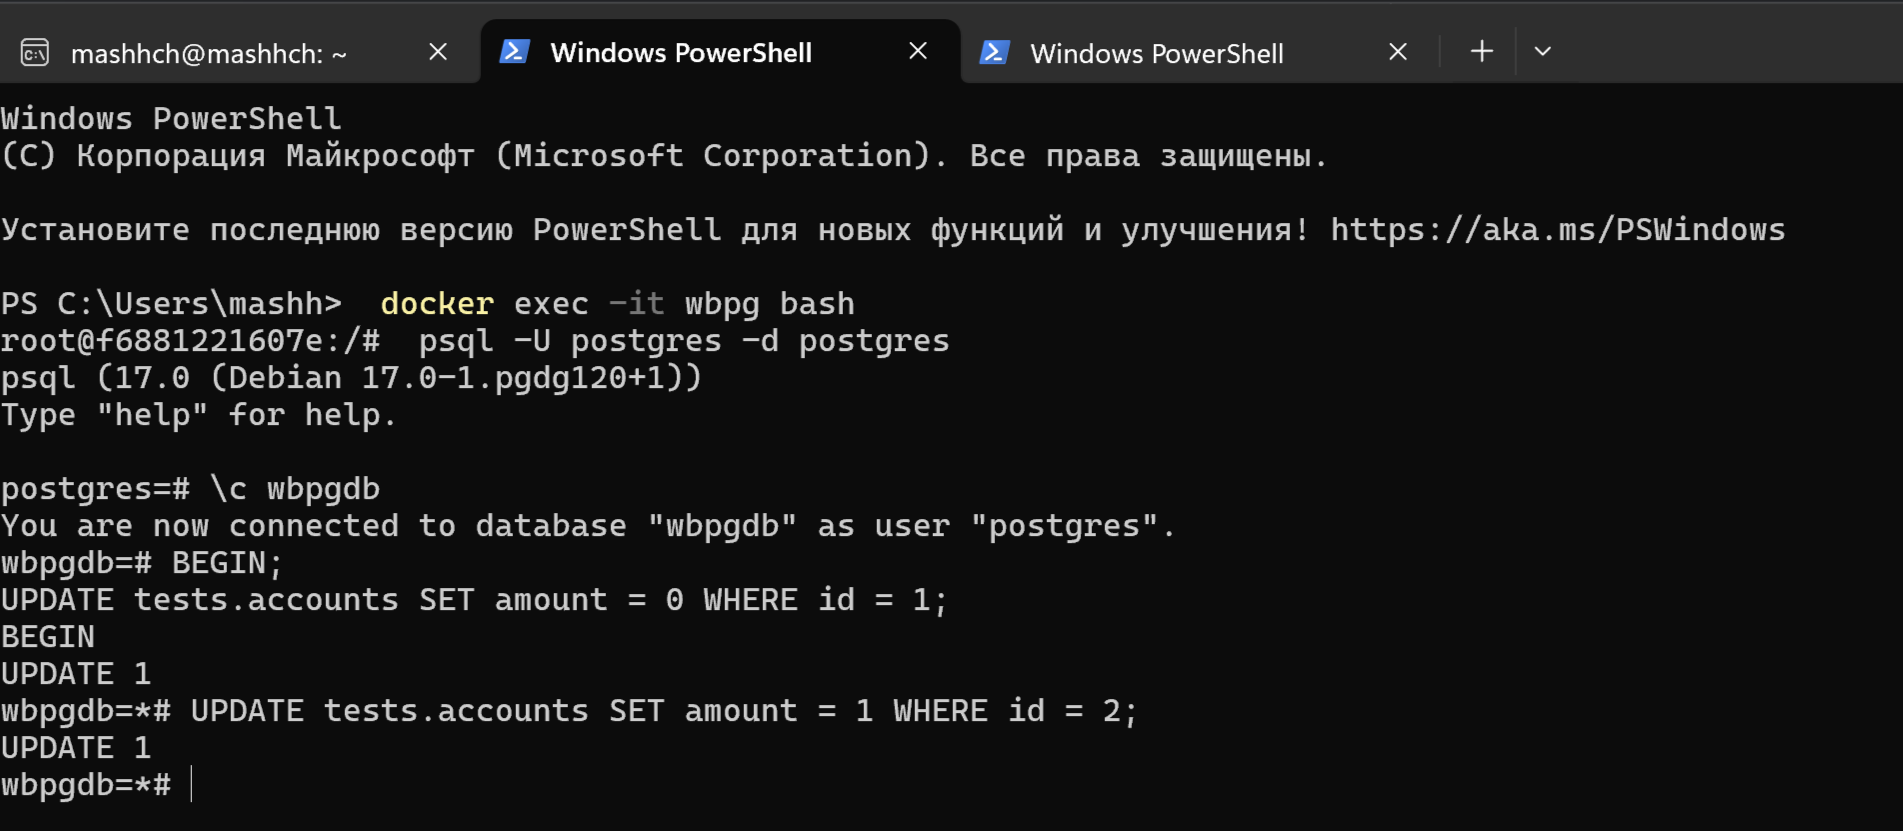 mashhch@mashhch: ~
Windows PowerShell
Windows PowerShell
Windows PowerShell
(C) Корпорация Майкрософт (Microsoft Corporation). Все права защищены.
Установите последнюю версию PowerShell для новых функций и улучшения! https://aka.ms/PSWindows
PS C:\Users\mashh>  docker exec -it wbpg bash
root@f6881221607e:/#  psql -U postgres -d postgres
psql (17.0 (Debian 17.0-1.pgdg120+1))
Type "help" for help.
postgres=# \c wbpgdb
You are now connected to database "wbpgdb" as user "postgres".
wbpgdb=# BEGIN;
UPDATE tests.accounts SET amount = 0 WHERE id = 1;
BEGIN
UPDATE 1
wbpgdb=*# UPDATE tests.accounts SET amount = 1 WHERE id = 2;
UPDATE 1
wbpgdb=*#